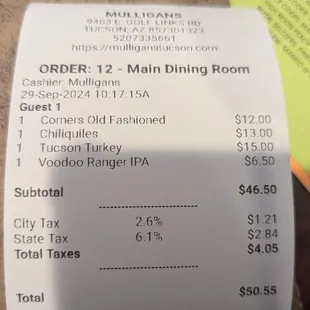 MULLIGANS
9403 E. GOLF LINKS RD
TUCSON, AZ 857301323
5207335661
https://mulliganstucson.com
ORDER: 12 - Main Dining Room
Cashier: Mulligans
29-Sep-2024 10:17:15A
Guest 1
1 Corners Old Fashioned $12.00
1 Chiliquiles $13.00
1 Tucson Turkey $15.00
1 Voodoo Ranger IPA $6.50
Subtotal $46.50
City Tax 2.6% $1.21
State Tax 6.1% $2.84
Total Taxes $4.05
Total $50.55